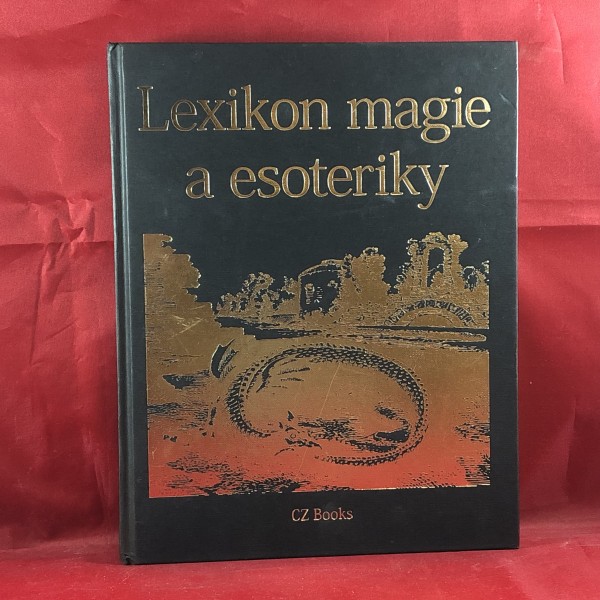 Lexikon magie
a esoteriky
CZ Books